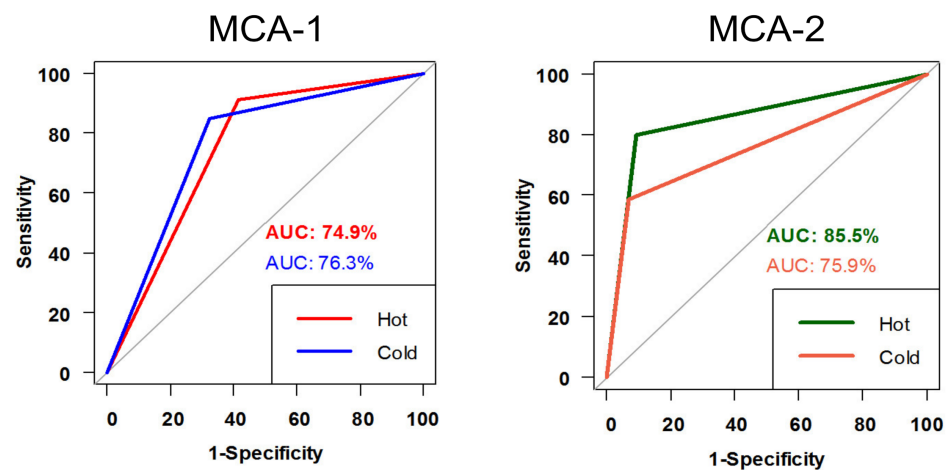 MCA-1
100
80
60
40
20
0
Sensitivity
AUC: 74.9%
AUC: 76.3%
Hot
Cold
0 20 40 60 80 100
1-Specificity
MCA-2
100
80
60
40
20
0
Sensitivity
AUC: 85.5%
AUC: 75.9%
Hot
Cold
0 20 40 60 80 100
1-Specificity